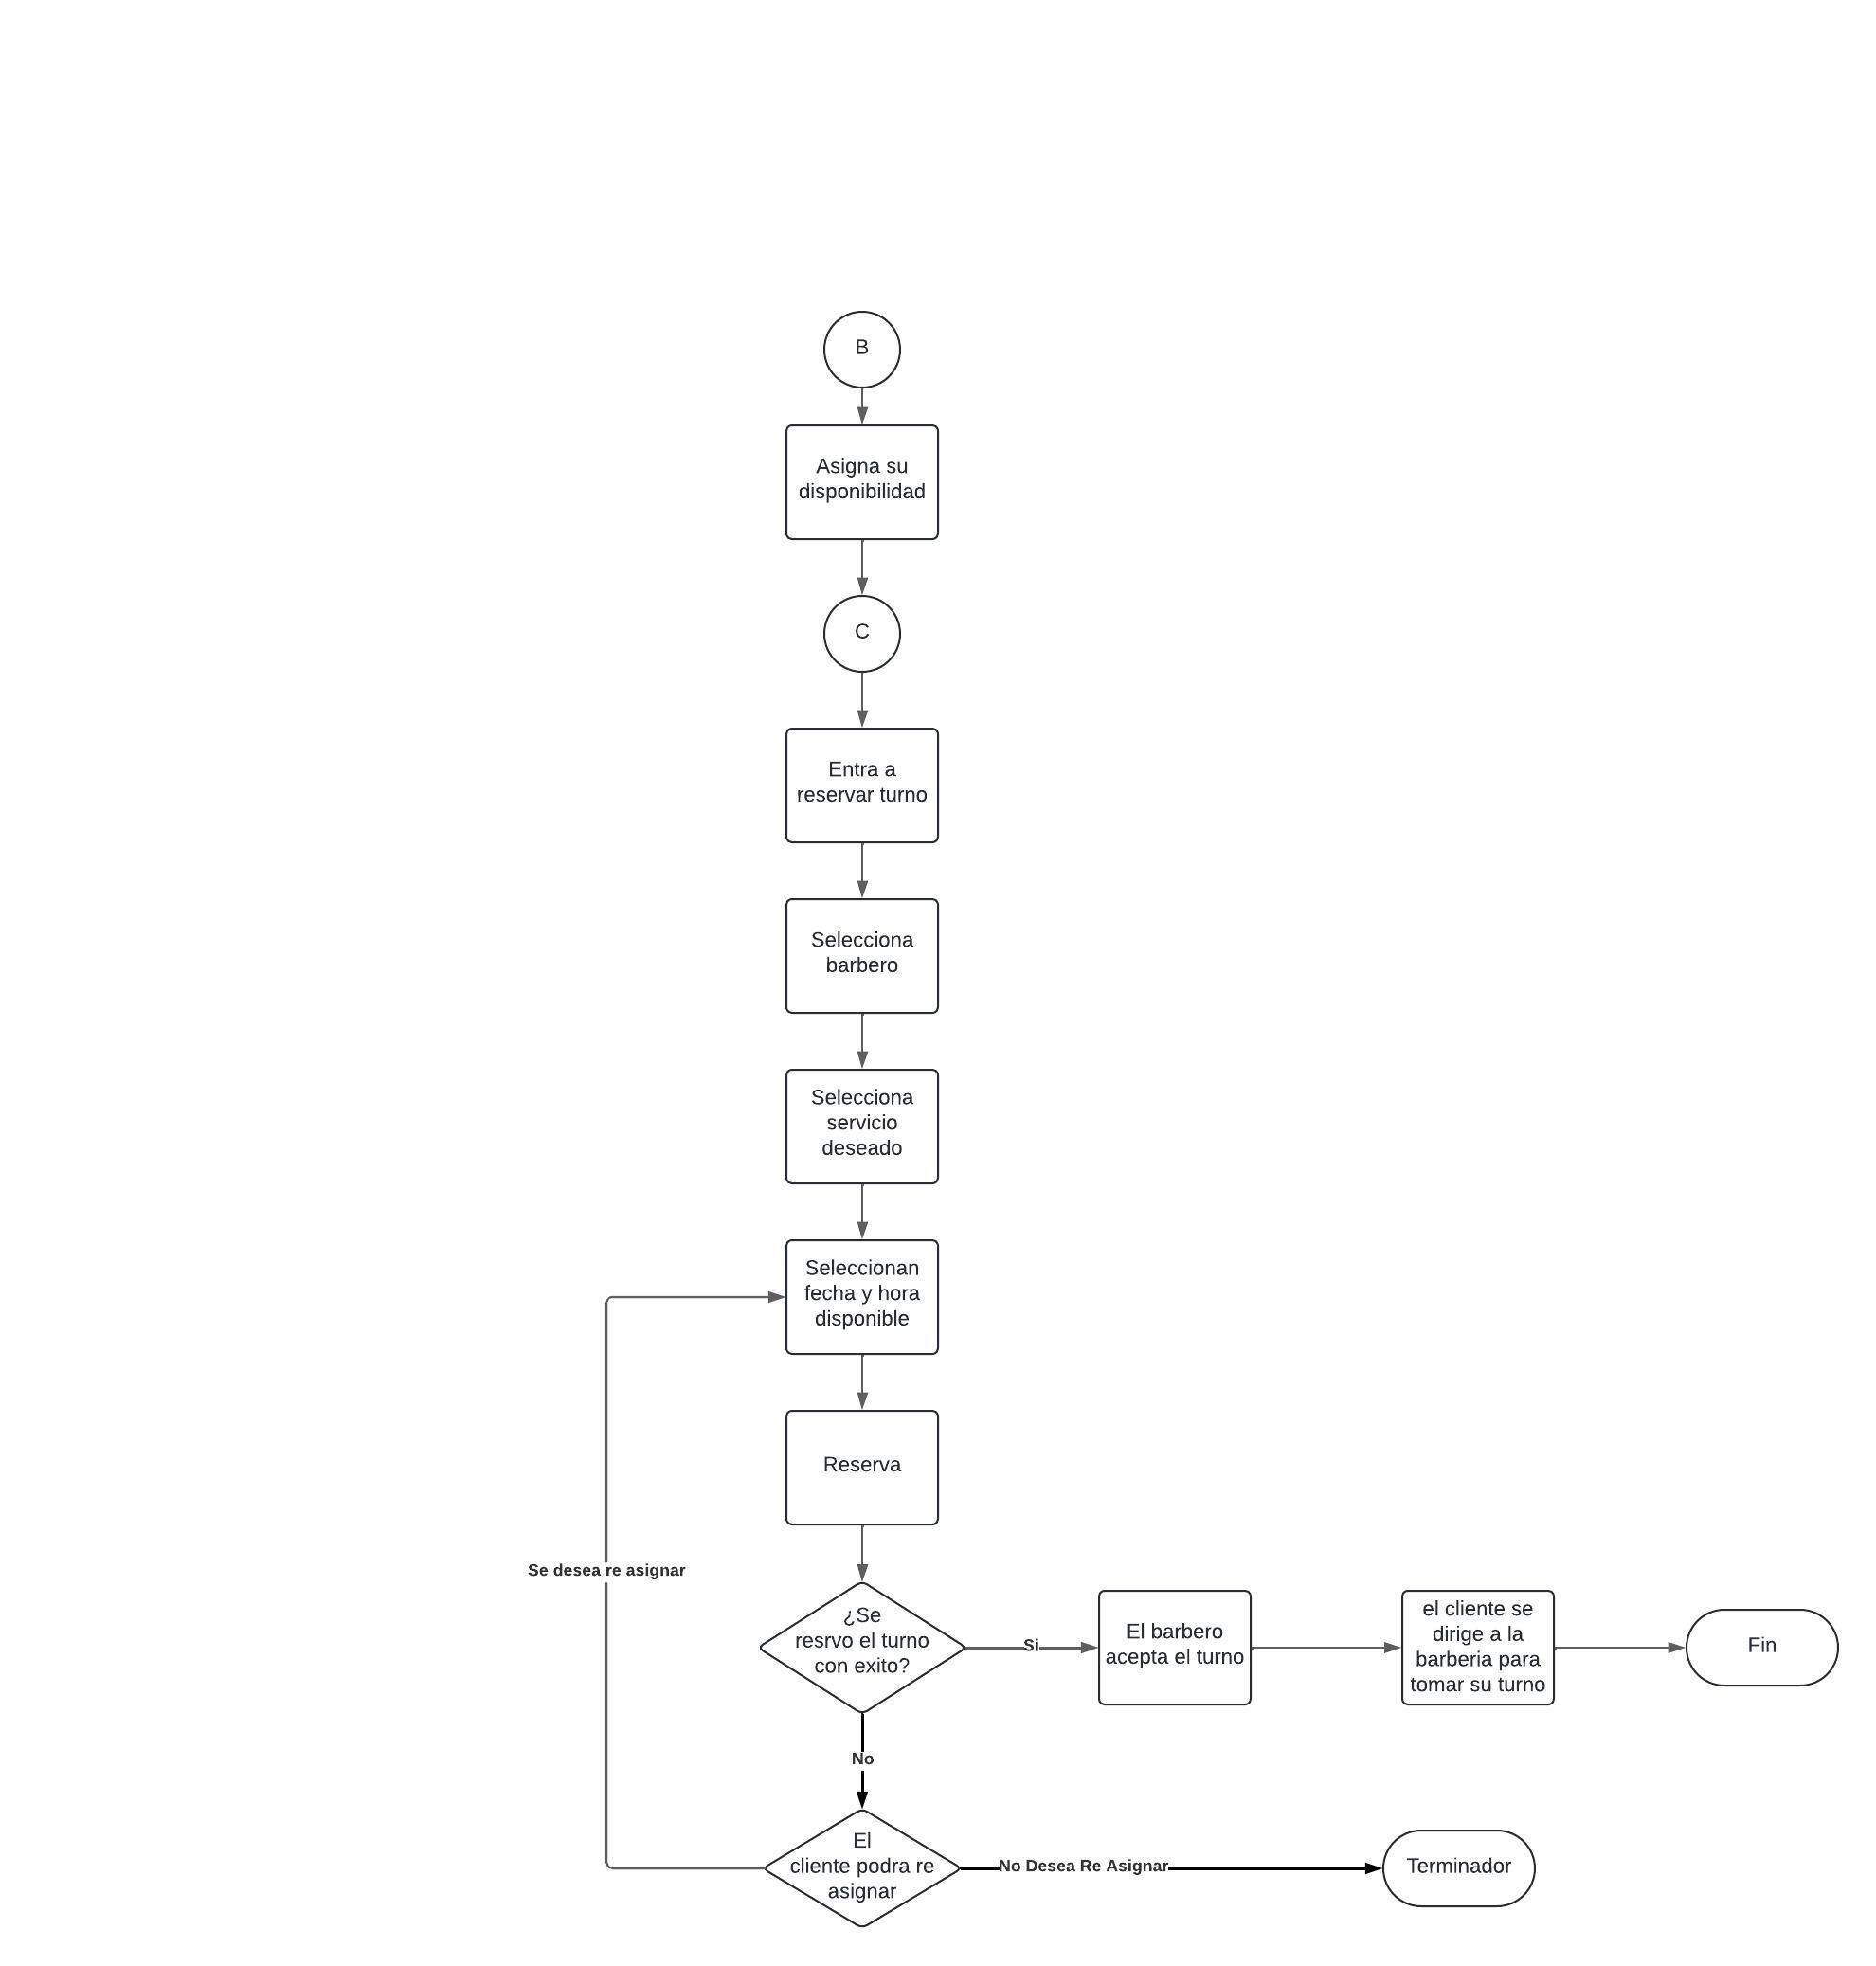 B
Asigna su
disponibilidad
C
Entra a
reservar turno
Selecciona
barbero
Selecciona
servicio
deseado
Seleccionan
fecha y hora
disponible
Reserva
Se desea re asignar
¿Se
resrvo el turno
con exito?
Si
El barbero
acepta el turno
el cliente se
dirige a la
barberia para
tomar su turno
Fin
No
El
cliente podra re
asignar
No Desea Re Asignar
Terminador